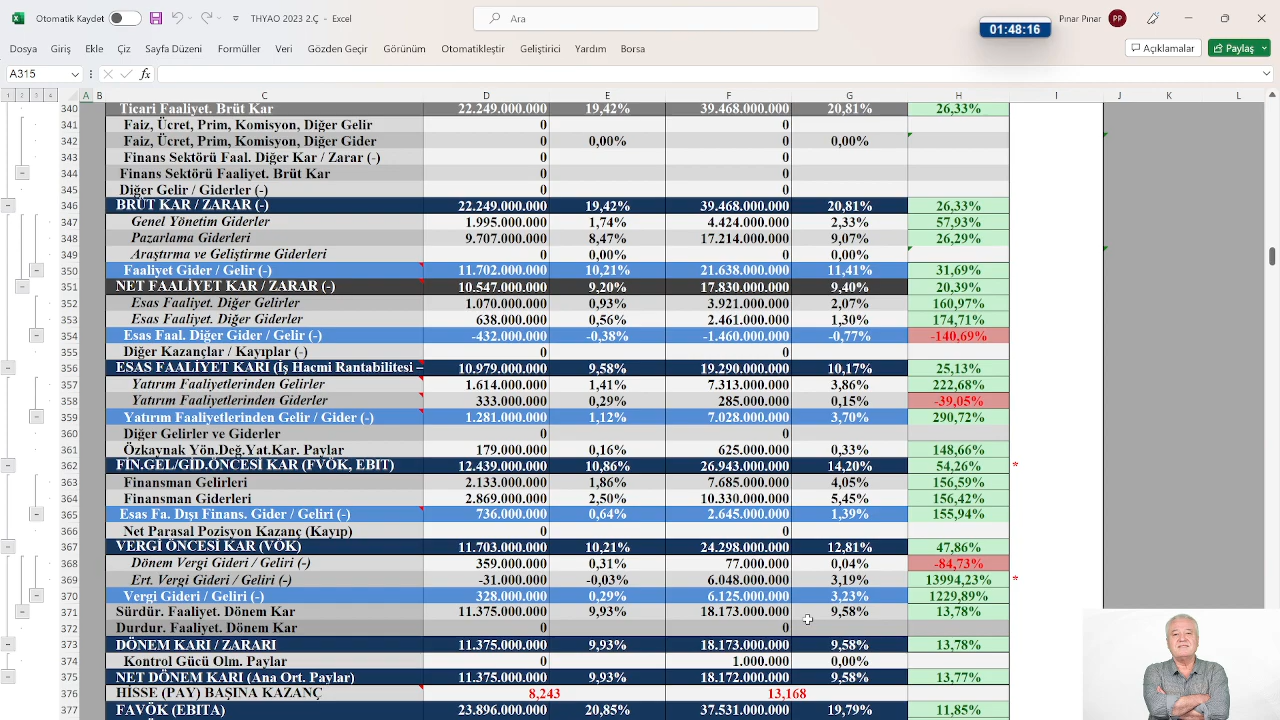 Otomatik Kaydet THYAO 2023 2.Ç - Excel Ara 01:48:16 Pınar Pınar PP
Dosya Giriş Ekle Çiz Sayfa Düzeni Formüller Veri Gözden Geçir Görünüm Otomatikleştir Geliştirici Yardım Borsa Açıklamalar Paylaş
A315 fx
1 2 3 4 A B C D E F G H I J K L
340 Ticari Faaliyet. Brüt Kar 22.249.000.000 19,42% 39.468.000.000 20,81% 26,33%
341 Faiz, Ücret, Prim, Komisyon, Diğer Gelir 0 0
342 Faiz, Ücret, Prim, Komisyon, Diğer Gider 0 0,00% 0 0,00%
343 Finans Sektörü Faal. Diğer Kar / Zarar (-) 0 0
344 Finans Sektörü Faaliyet. Brüt Kar 0 0
345 Diğer Gelir / Giderler (-) 0 0
346 BRÜT KAR / ZARAR (-) 22.249.000.000 19,42% 39.468.000.000 20,81% 26,33%
347 Genel Yönetim Giderler 1.995.000.000 1,74% 4.424.000.000 2,33% 57,93%
348 Pazarlama Giderleri 9.707.000.000 8,47% 17.214.000.000 9,07% 26,29%
349 Araştırma ve Geliştirme Giderleri 0 0,00% 0 0,00%
350 Faaliyet Gider / Gelir (-) 11.702.000.000 10,21% 21.638.000.000 11,41% 31,69%
351 NET FAALİYET KAR / ZARAR (-) 10.547.000.000 9,20% 17.830.000.000 9,40% 20,39%
352 Esas Faaliyet. Diğer Gelirler 1.070.000.000 0,93% 3.921.000.000 2,07% 160,97%
353 Esas Faaliyet. Diğer Giderler 638.000.000 0,56% 2.461.000.000 1,30% 174,71%
354 Esas Faal. Diğer Gider / Gelir (-) -432.000.000 -0,38% -1.460.000.000 -0,77% -140,69%
355 Diğer Kazançlar / Kayıplar (-) 0 0
356 ESAS FAALİYET KARI (İş Hacmi Rantabilitesi – 10.979.000.000 9,58% 19.290.000.000 10,17% 25,13%
357 Yatırım Faaliyetlerinden Gelirler 1.614.000.000 1,41% 7.313.000.000 3,86% 222,68%
358 Yatırım Faaliyetlerinden Giderler 333.000.000 0,29% 285.000.000 0,15% -39,05%
359 Yatırım Faaliyetlerinden Gelir / Gider (-) 1.281.000.000 1,12% 7.028.000.000 3,70% 290,72%
360 Diğer Gelirler ve Giderler 0 0
361 Özkaynak Yön.Değ.Yat.Kar. Paylar 179.000.000 0,16% 625.000.000 0,33% 148,66%
362 FİN.GEL/GİD.ÖNCESİ KAR (FVÖK, EBIT) 12.439.000.000 10,86% 26.943.000.000 14,20% 54,26% *
363 Finansman Gelirleri 2.133.000.000 1,86% 7.685.000.000 4,05% 156,59%
364 Finansman Giderleri 2.869.000.000 2,50% 10.330.000.000 5,45% 156,42%
365 Esas Fa. Dışı Finans. Gider / Geliri (-) 736.000.000 0,64% 2.645.000.000 1,39% 155,94%
366 Net Parasal Pozisyon Kazanç (Kayıp) 0 0
367 VERGİ ÖNCESİ KAR (VÖK) 11.703.000.000 10,21% 24.298.000.000 12,81% 47,86%
368 Dönem Vergi Gideri / Geliri (-) 359.000.000 0,31% 77.000.000 0,04% -84,73%
369 Ert. Vergi Gideri / Geliri (-) -31.000.000 -0,03% 6.048.000.000 3,19% 13994,23% *
370 Vergi Gideri / Geliri (-) 328.000.000 0,29% 6.125.000.000 3,23% 1229,89%
371 Sürdür. Faaliyet. Dönem Kar 11.375.000.000 9,93% 18.173.000.000 9,58% 13,78%
372 Durdur. Faaliyet. Dönem Kar 0 0
373 DÖNEM KARI / ZARARI 11.375.000.000 9,93% 18.173.000.000 9,58% 13,78%
374 Kontrol Gücü Olm. Paylar 0 1.000.000 0,00%
375 NET DÖNEM KARI (Ana Ort. Paylar) 11.375.000.000 9,93% 18.172.000.000 9,58% 13,77%
376 HİSSE (PAY) BAŞINA KAZANÇ 8,243 13,168
377 FAVÖK (EBITA) 23.896.000.000 20,85% 37.531.000.000 19,79% 11,85%